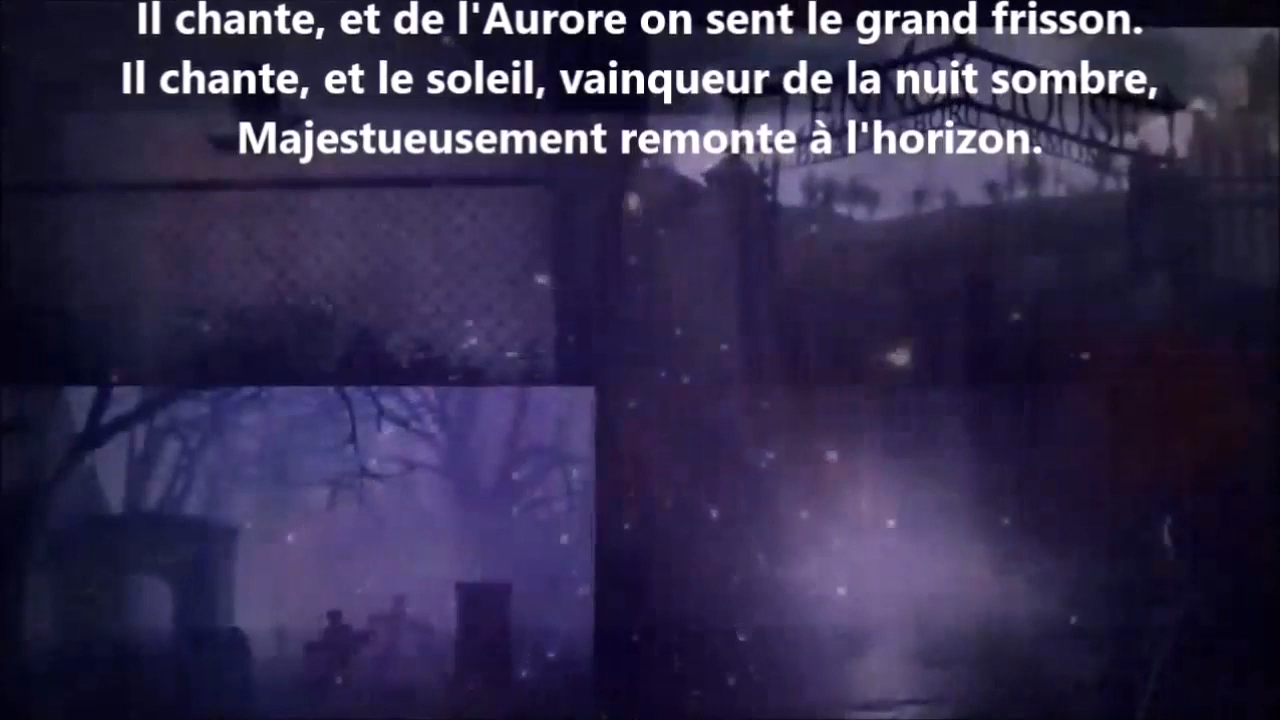 Il chante, et de l'Aurore on sent le grand frisson.
Il chante, et le soleil, vainqueur de la nuit sombre,
Majestueusement remonte à l'horizon.